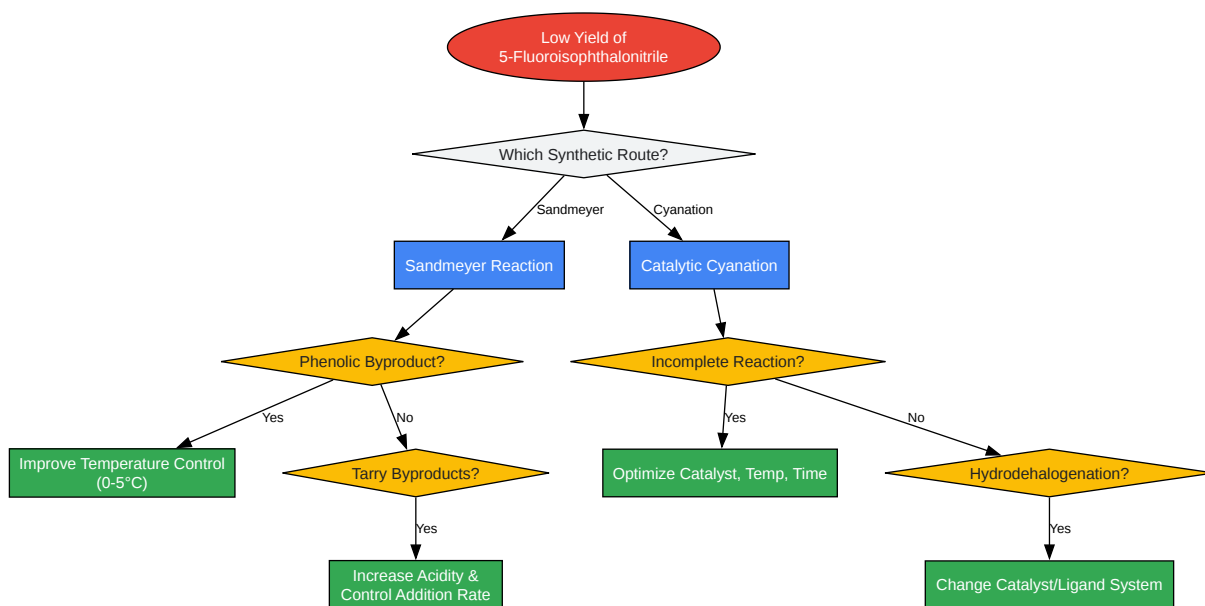 Low Yield of
5-Fluoroisophthalonitrile
Which Synthetic Route?
Sandmeyer
Cyanation
Sandmeyer Reaction
Catalytic Cyanation
Phenolic Byproduct?
Incomplete Reaction?
Yes
No
Yes
No
Improve Temperature Control
(0-5°C)
Tarry Byproducts?
Optimize Catalyst, Temp, Time
Hydrodehalogenation?
Yes
Yes
Increase Acidity &
Control Addition Rate
Change Catalyst/Ligand System